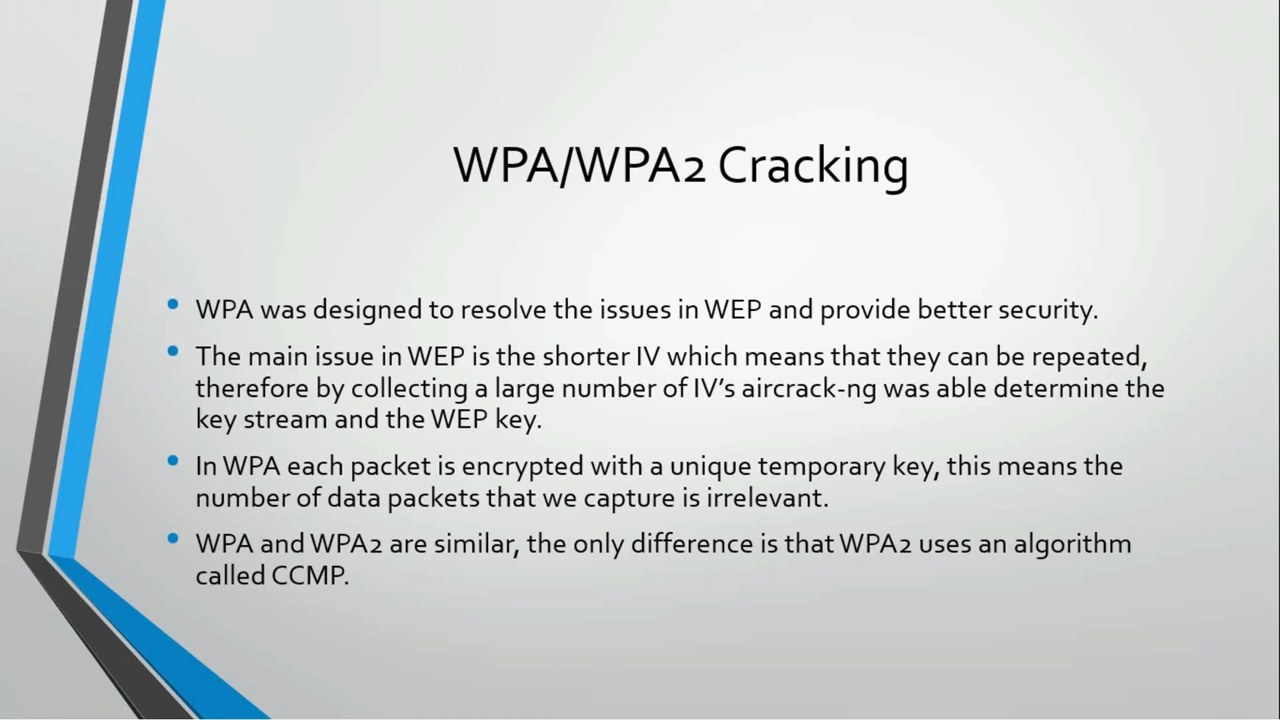 WPA/WPA2 Cracking
• WPA was designed to resolve the issues in WEP and provide better security.
• The main issue in WEP is the shorter IV which means that they can be repeated,
therefore by collecting a large number of IV’s aircrack-ng was able determine the
key stream and the WEP key.
• In WPA each packet is encrypted with a unique temporary key, this means the
number of data packets that we capture is irrelevant.
• WPA and WPA2 are similar, the only difference is that WPA2 uses an algorithm
called CCMP.